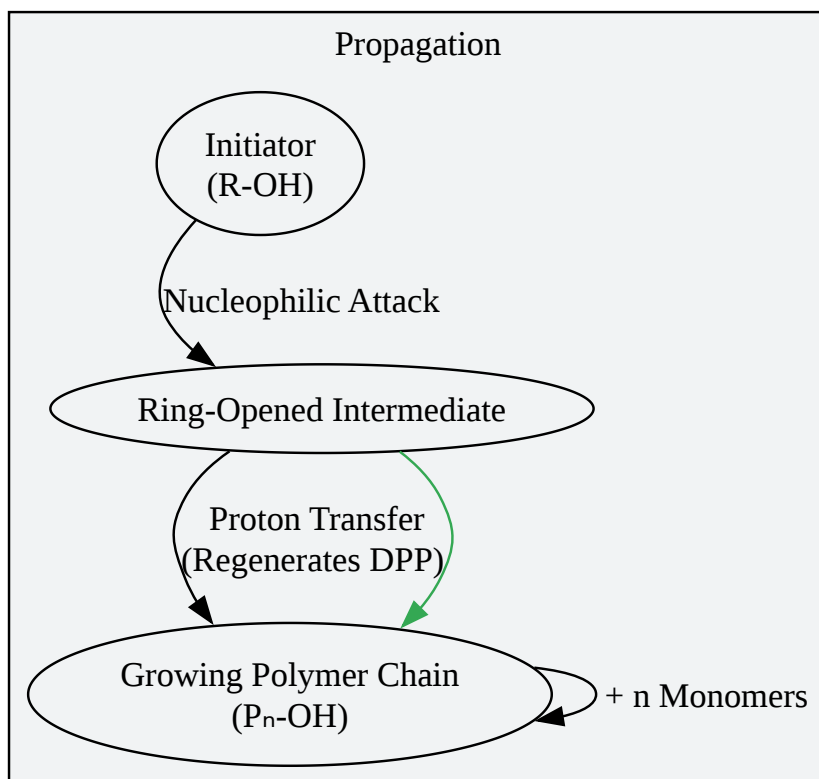 Propagation
Initiator
(R-OH)
Nucleophilic Attack
Ring-Opened Intermediate
Proton Transfer
(Regenerates DPP)
Growing Polymer Chain
(Pₙ-OH)
+ n Monomers